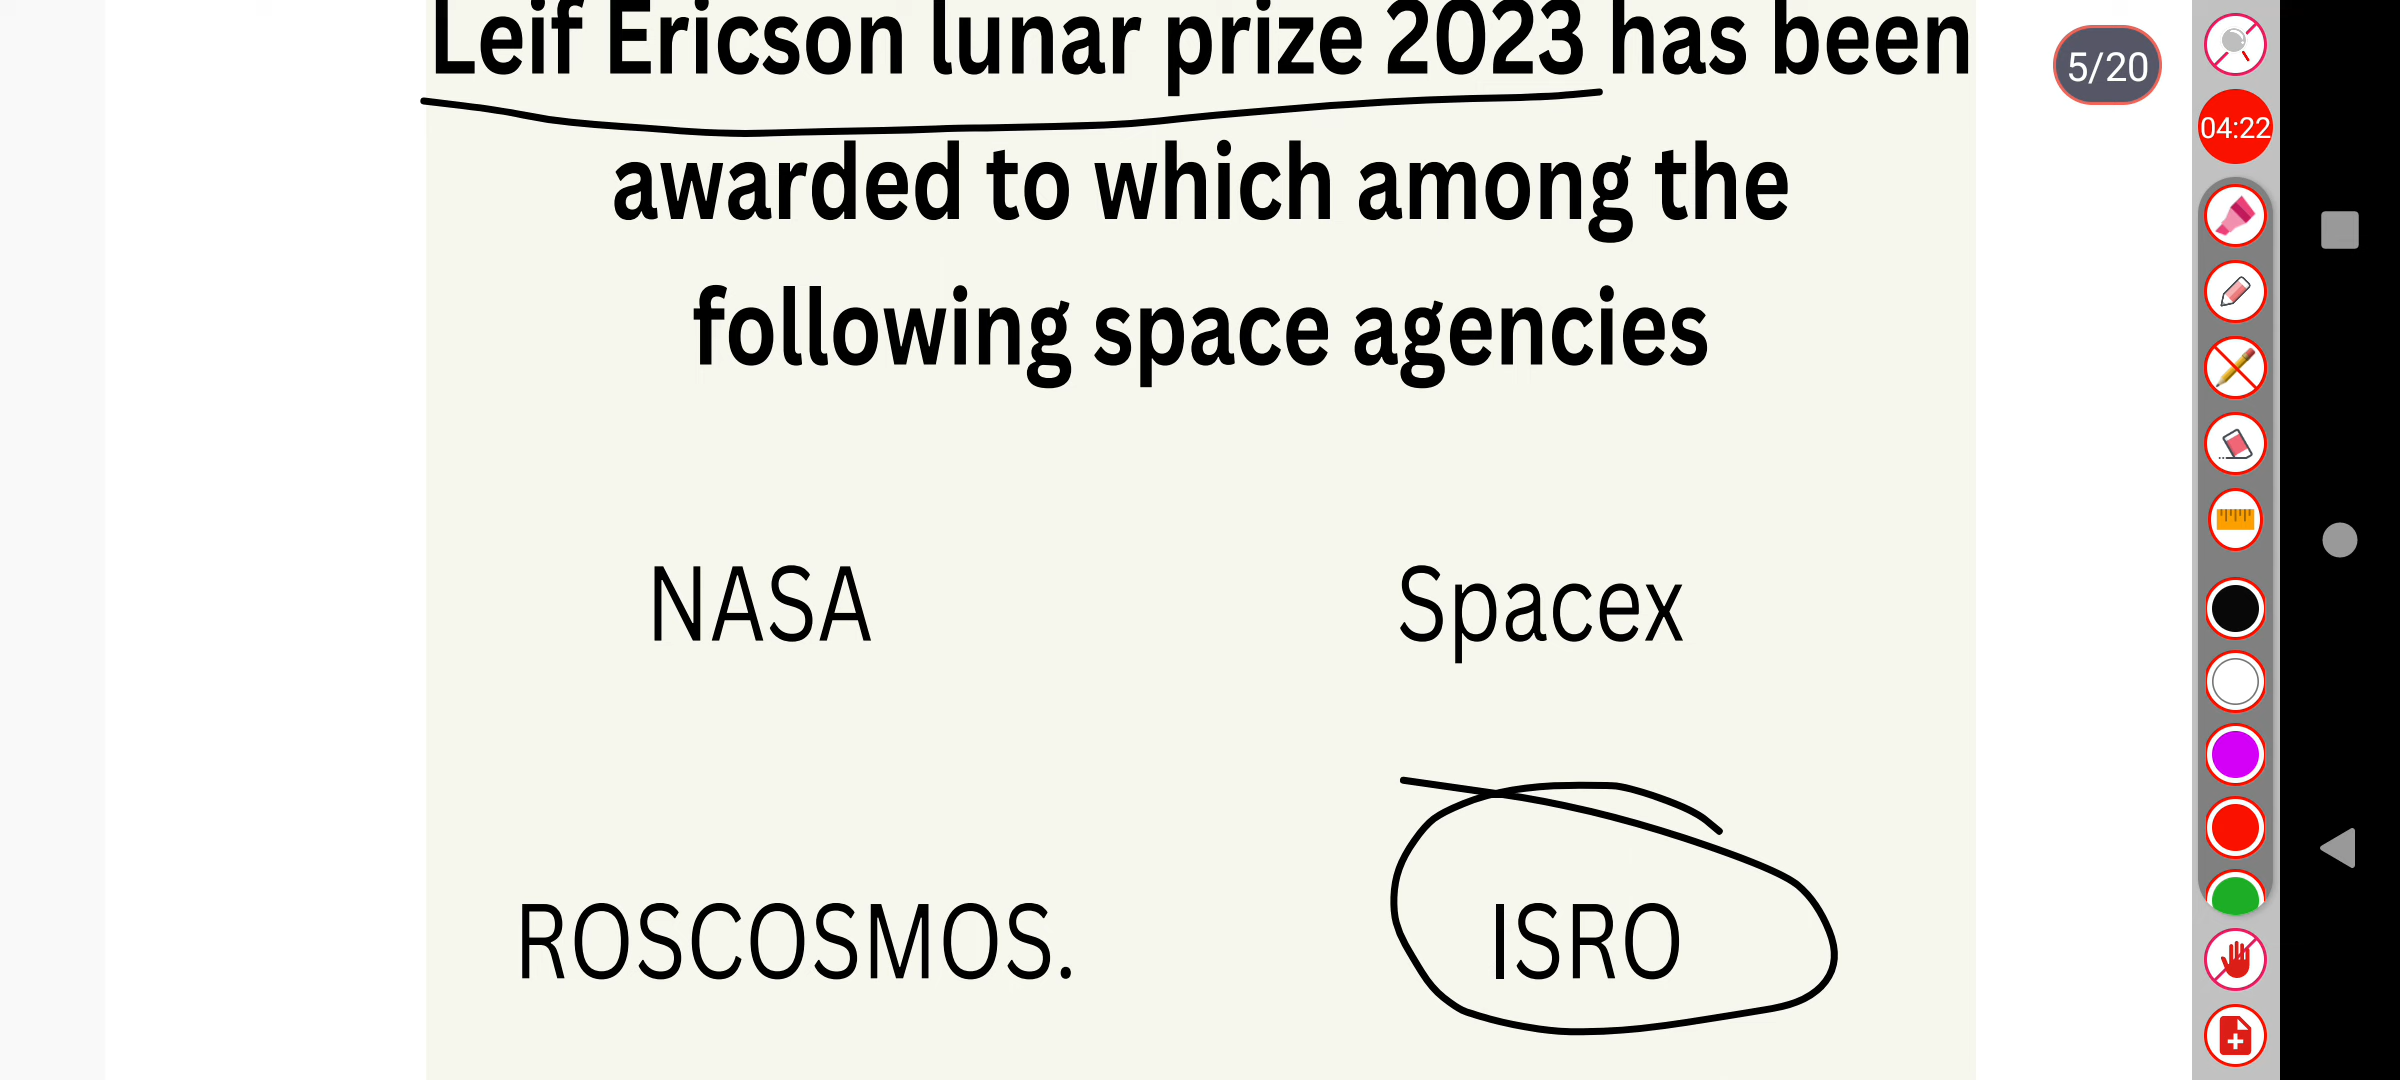 Leif Ericson lunar prize 2023 has been
awarded to which among the
following space agencies
NASA
Spacex
ROSCOSMOS.
ISRO
5/20
04:22